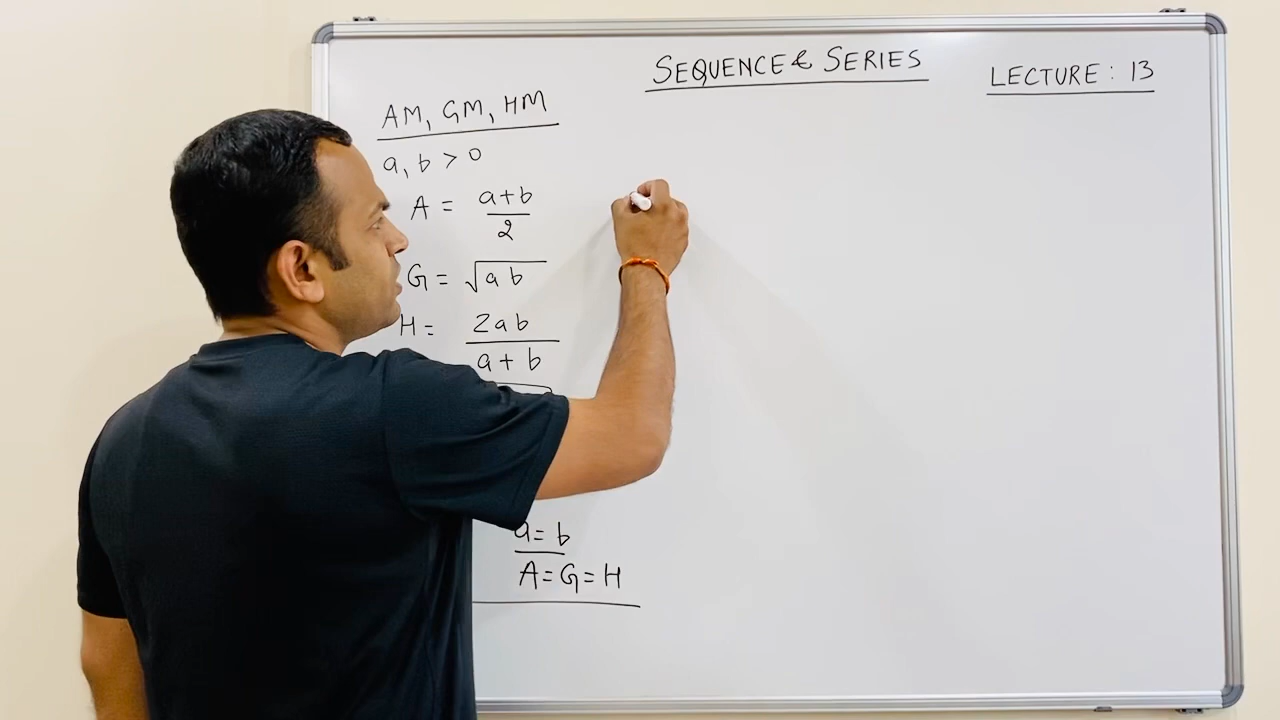 SEQUENCE & SERIES
LECTURE : 13
AM, GM, HM
a, b > 0
A = a+b / 2
G = √ab
H = 2ab / a + b
a = b
A = G = H